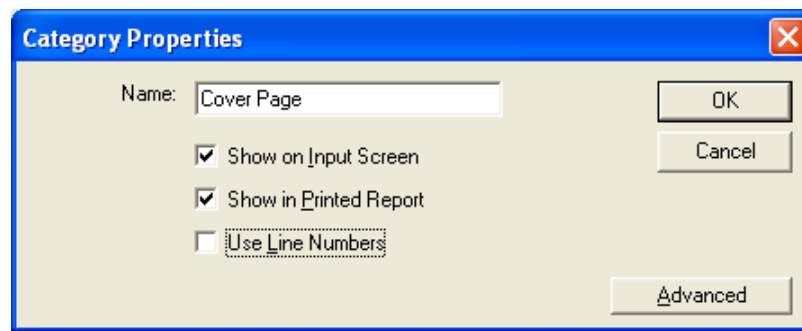 Category Properties
Name: Cover Page
OK
Show on Input Screen
Cancel
Show in Printed Report
Use Line Numbers
Advanced